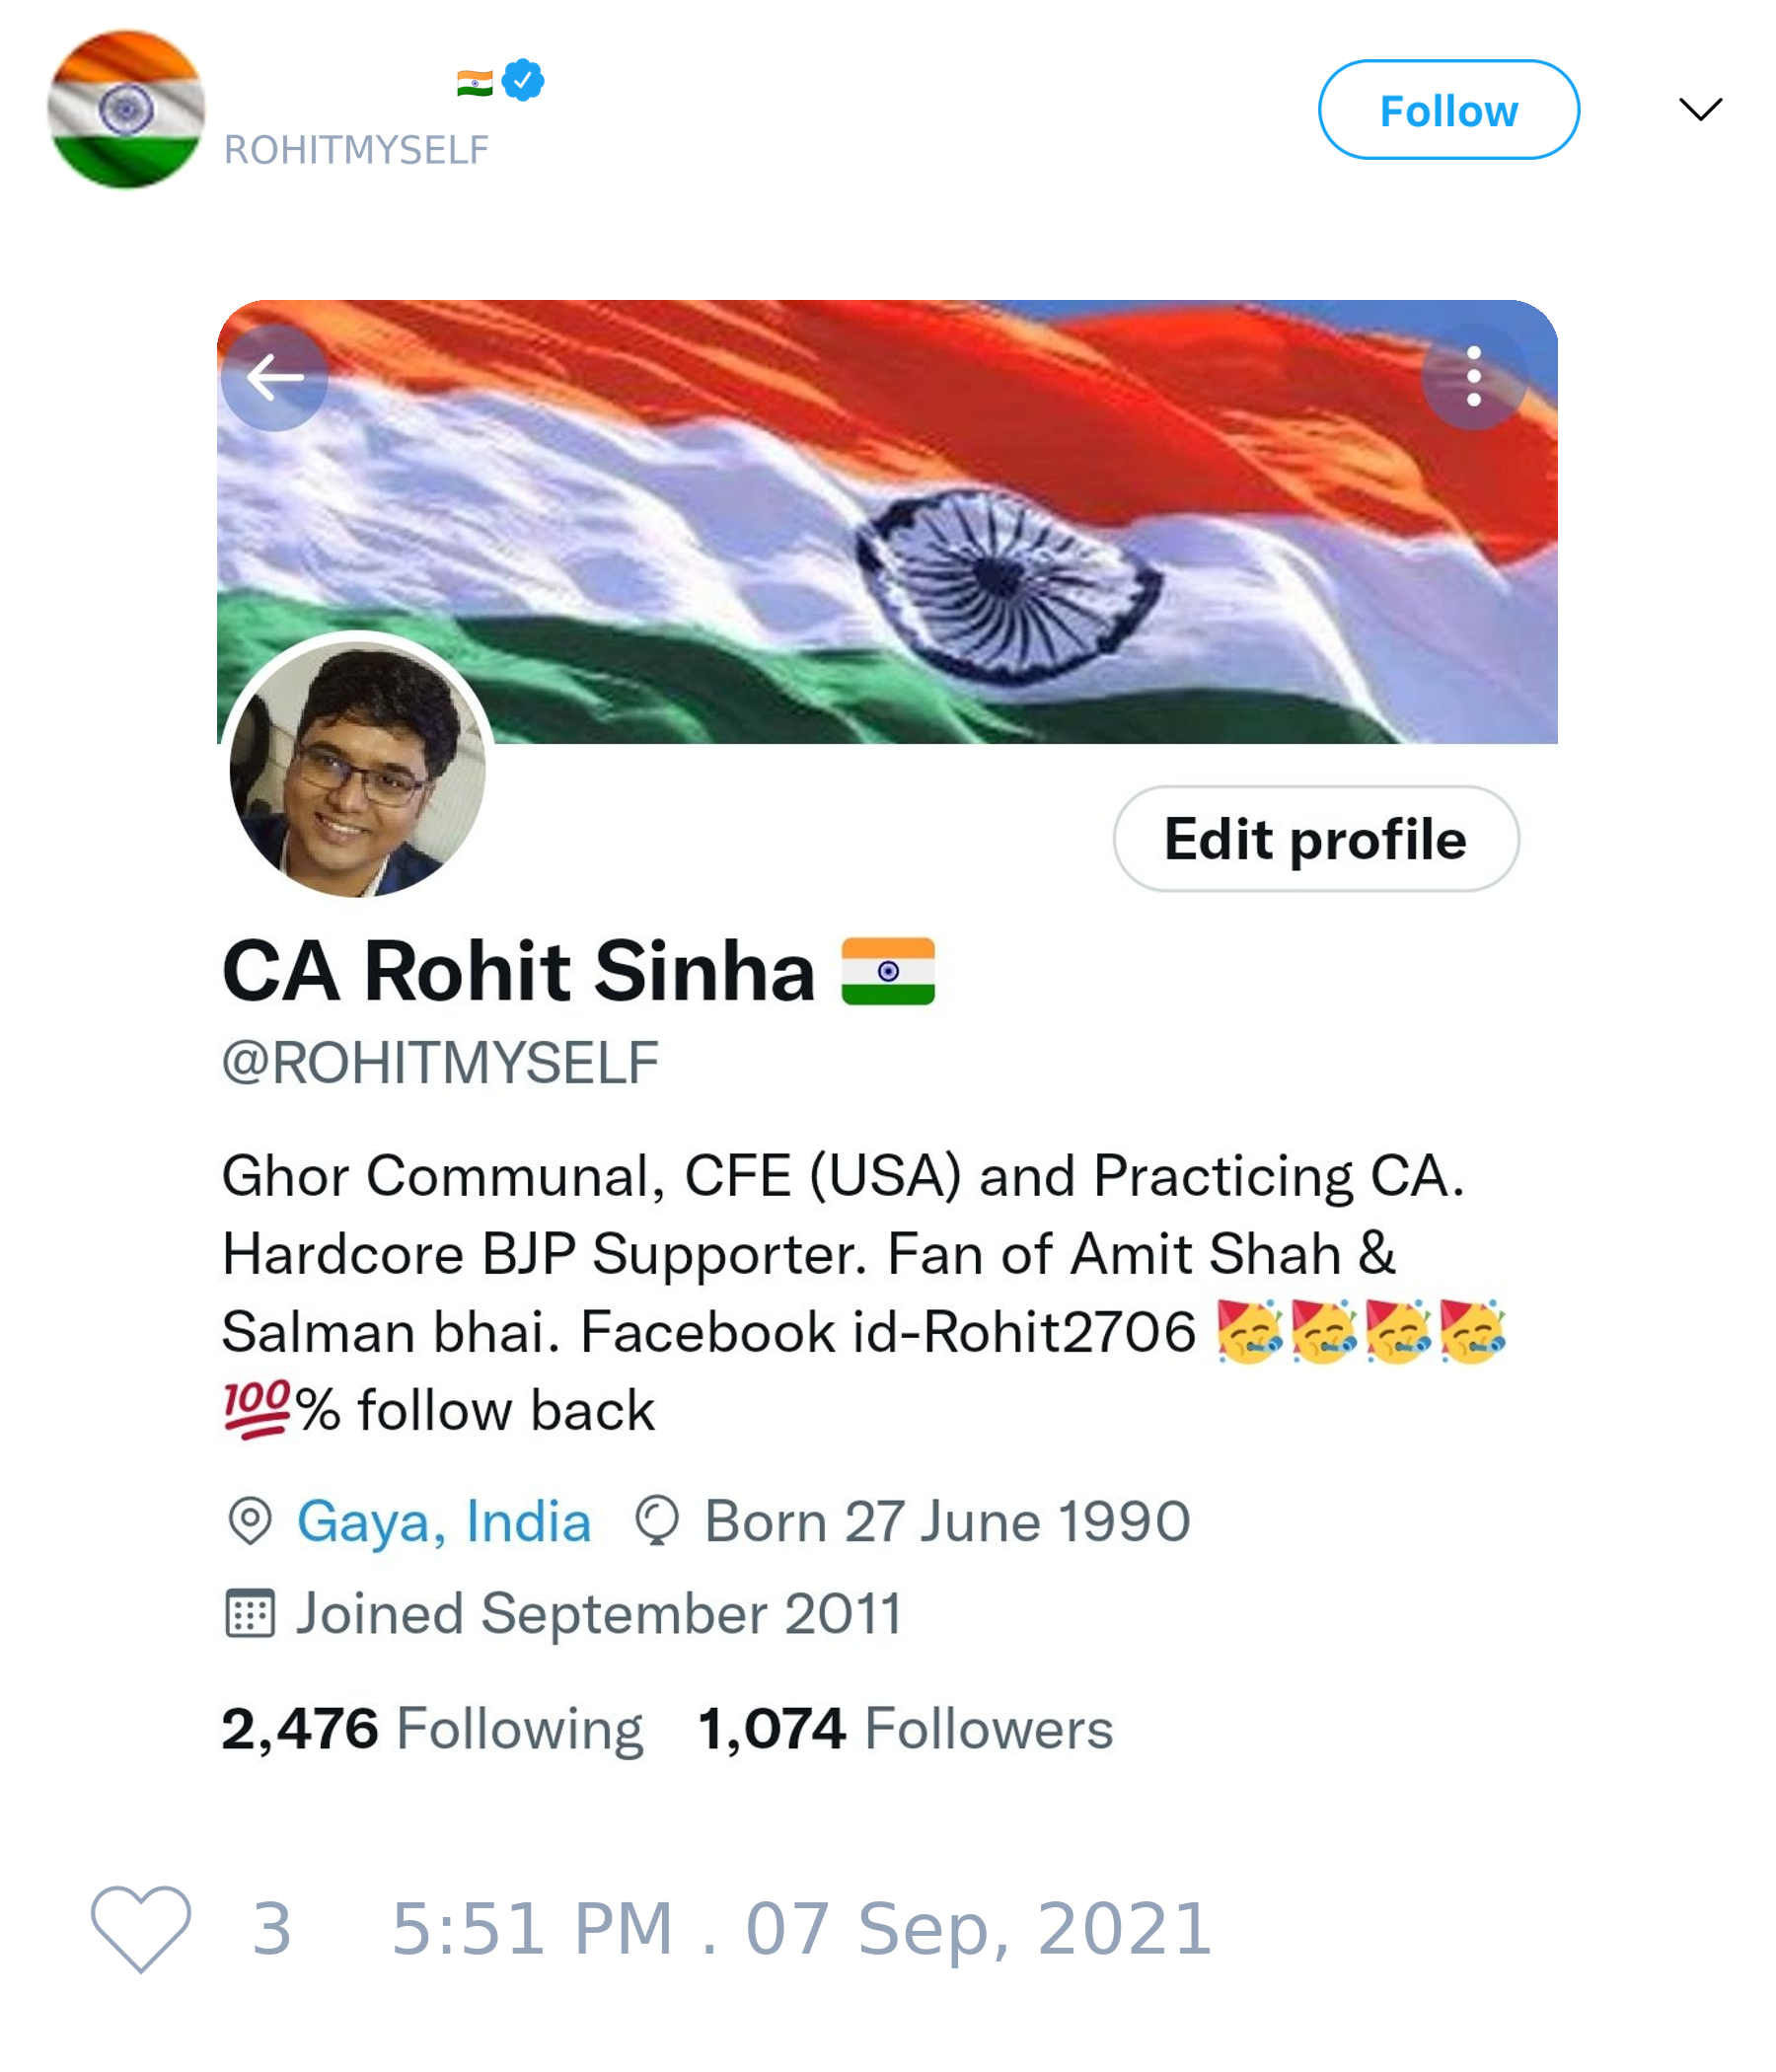 🇮🇳
ROHITMYSELF
Follow
Edit profile
CA Rohit Sinha 🇮🇳
@ROHITMYSELF
Ghor Communal, CFE (USA) and Practicing CA.
Hardcore BJP Supporter. Fan of Amit Shah &
Salman bhai. Facebook id-Rohit2706 🥳🥳🥳🥳
💯% follow back
Gaya, India Born 27 June 1990
Joined September 2011
2,476 Following 1,074 Followers
3 5:51 PM . 07 Sep, 2021